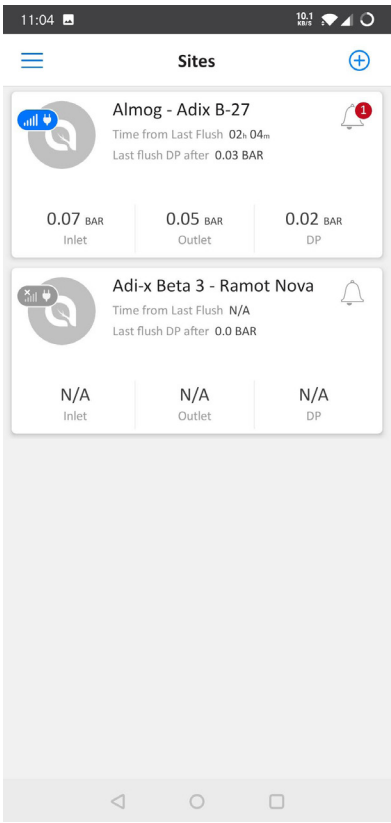 11:04
10.1
KB/S
Sites
Almog - Adix B-27
1
Time from Last Flush 02h 04m
Last flush DP after 0.03 BAR
0.07 BAR
0.05 BAR
0.02 BAR
Inlet
Outlet
DP
Adi-x Beta 3 - Ramot Nova
Time from Last Flush N/A
Last flush DP after 0.0 BAR
N/A
N/A
N/A
Inlet
Outlet
DP